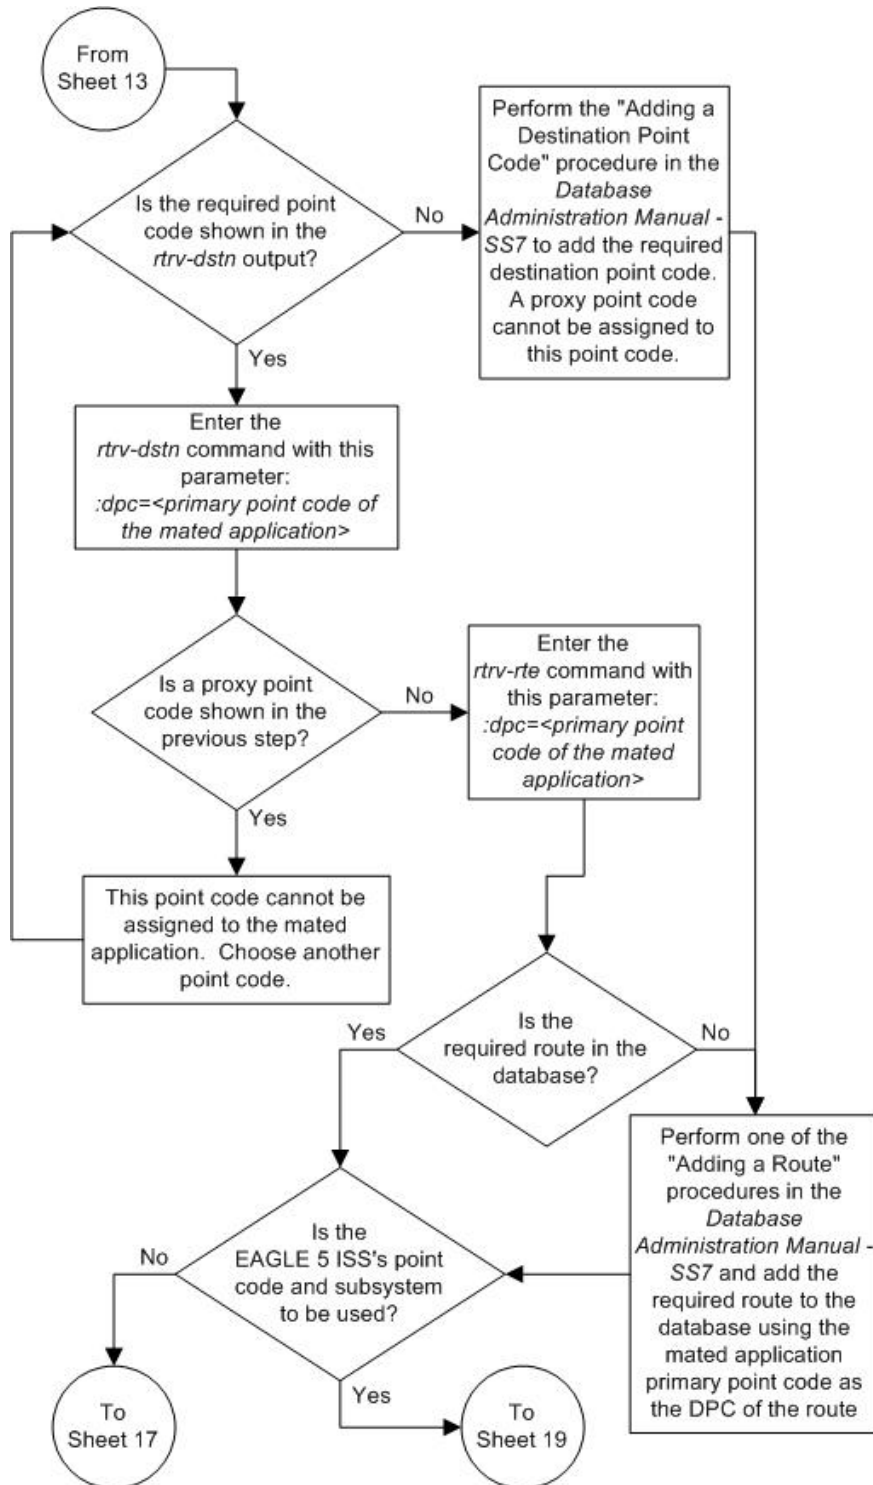 From
Sheet 13
Is the required point
code shown in the
rtrv-dstn output?
No
Perform the "Adding a
Destination Point
Code" procedure in the
Database
Administration Manual -
SS7 to add the required
destination point code.
A proxy point code
cannot be assigned to
this point code.
Yes
Enter the
rtrv-dstn command with this
parameter:
:dpc=<primary point code of
the mated application>
Is a proxy point
code shown in the
previous step?
No
Enter the
rtrv-rte command with
this parameter:
:dpc=<primary point
code of the mated
application>
Yes
This point code cannot be
assigned to the mated
application.  Choose another
point code.
Is the
required route in the
database?
Yes
No
Perform one of the
"Adding a Route"
procedures in the
Database
Administration Manual -
SS7 and add the
required route to the
database using the
mated application
primary point code as
the DPC of the route
Is the
EAGLE 5 ISS's point
code and subsystem
to be used?
No
Yes
To
Sheet 17
To
Sheet 19